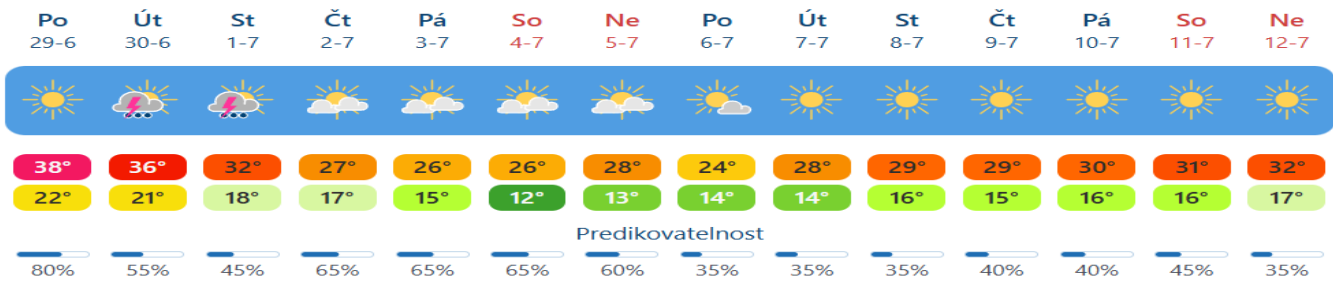 Po Út St Čt Pá So Ne Po Út St Čt Pá So Ne
29-6 30-6 1-7 2-7 3-7 4-7 5-7 6-7 7-7 8-7 9-7 10-7 11-7 12-7
38° 36° 32° 27° 26° 26° 28° 24° 28° 29° 29° 30° 31° 32°
22° 21° 18° 17° 15° 12° 13° 14° 14° 16° 15° 16° 16° 17°
Predikovatelnost
80% 55% 45% 65% 65% 65% 60% 35% 35% 35% 40% 40% 45% 35%